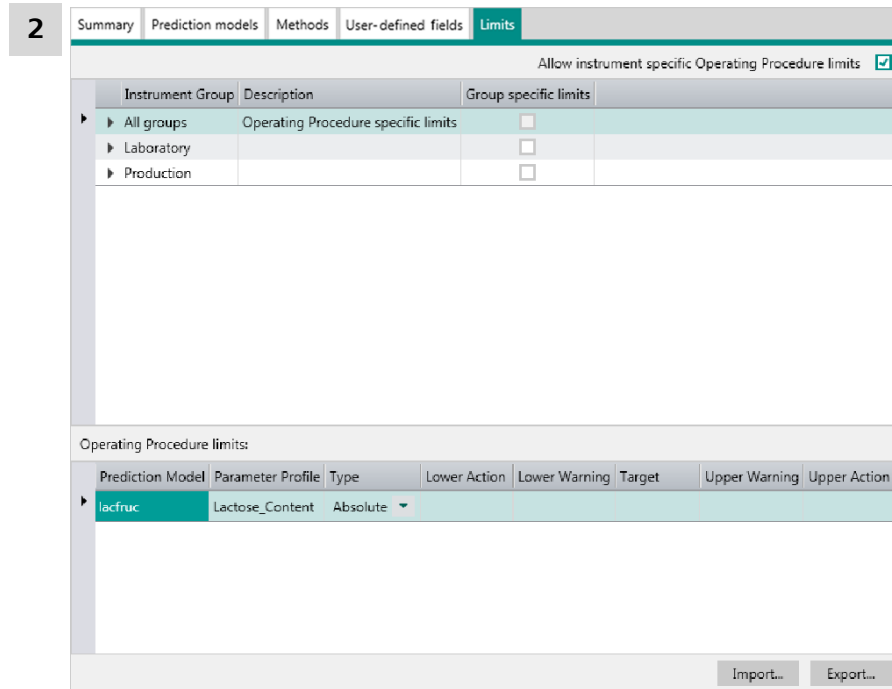 2
Summary Prediction models Methods User-defined fields Limits
Allow instrument specific Operating Procedure limits
Instrument Group Description Group specific limits
All groups Operating Procedure specific limits
Laboratory
Production
Operating Procedure limits:
Prediction Model Parameter Profile Type Lower Action Lower Warning Target Upper Warning Upper Action
lacfruc Lactose_Content Absolute
Import... Export...